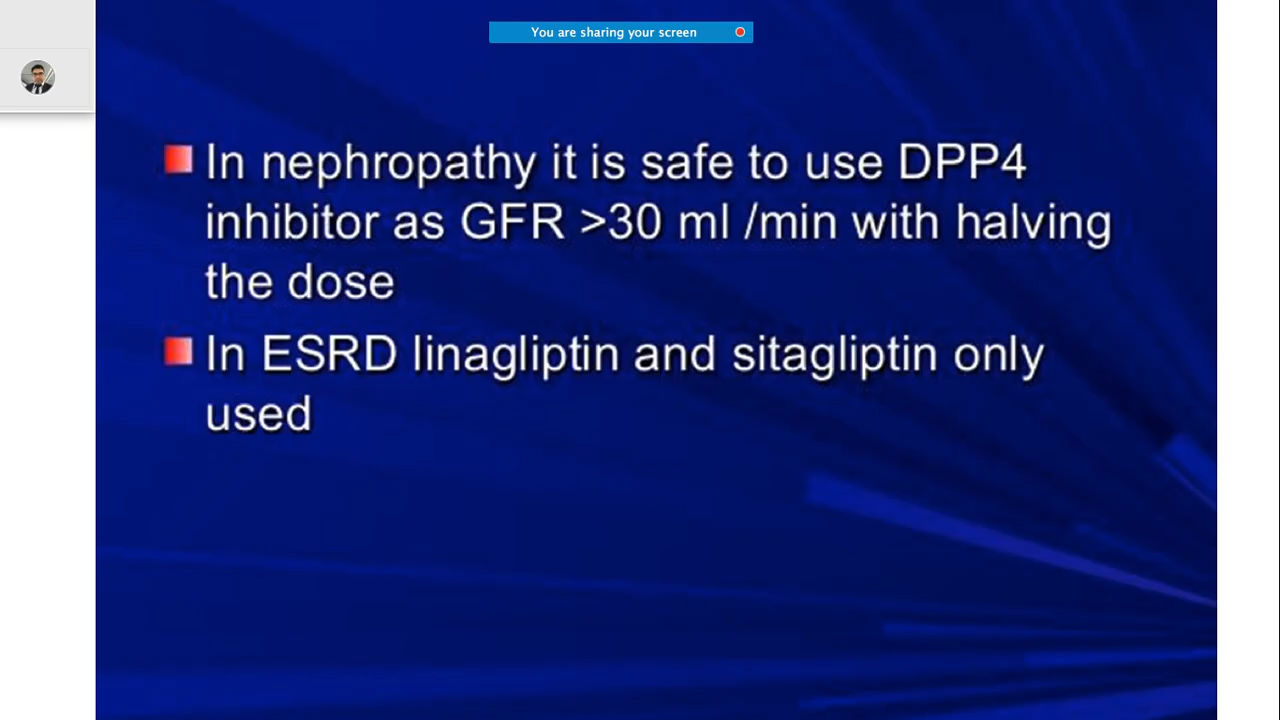 You are sharing your screen
In nephropathy it is safe to use DPP4
inhibitor as GFR >30 ml /min with halving
the dose
In ESRD linagliptin and sitagliptin only
used